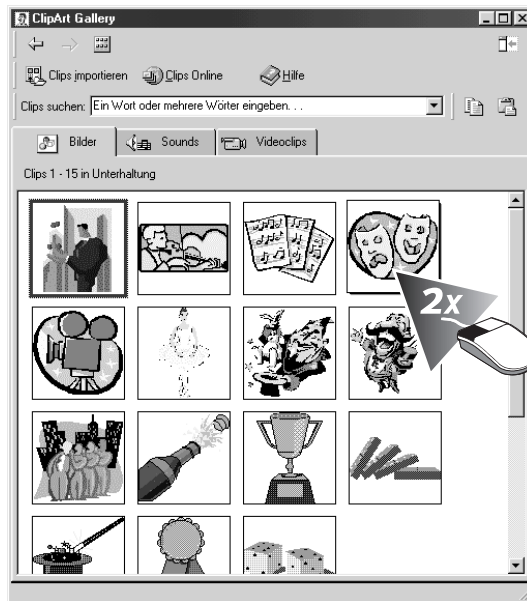 ClipArt Gallery
Clips importieren Clips Online Hilfe
Clips suchen: Ein Wort oder mehrere Wörter eingeben. . .
Bilder Sounds Videoclips
Clips 1 - 15 in Unterhaltung
2x